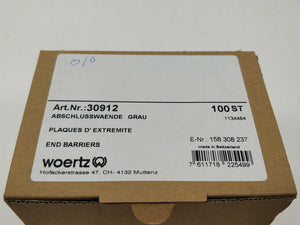 0/8
Art.Nr.:30912
100 ST
ABSCHLUSSWAENDE GRAU
1134484
PLAQUES D' EXTREMITE
E-Nr.: 158 308 237
made in Switzerland
END BARRIERS
woertz
Hofackerstrasse 47, CH- 4132 Muttenz
7 611718 225499